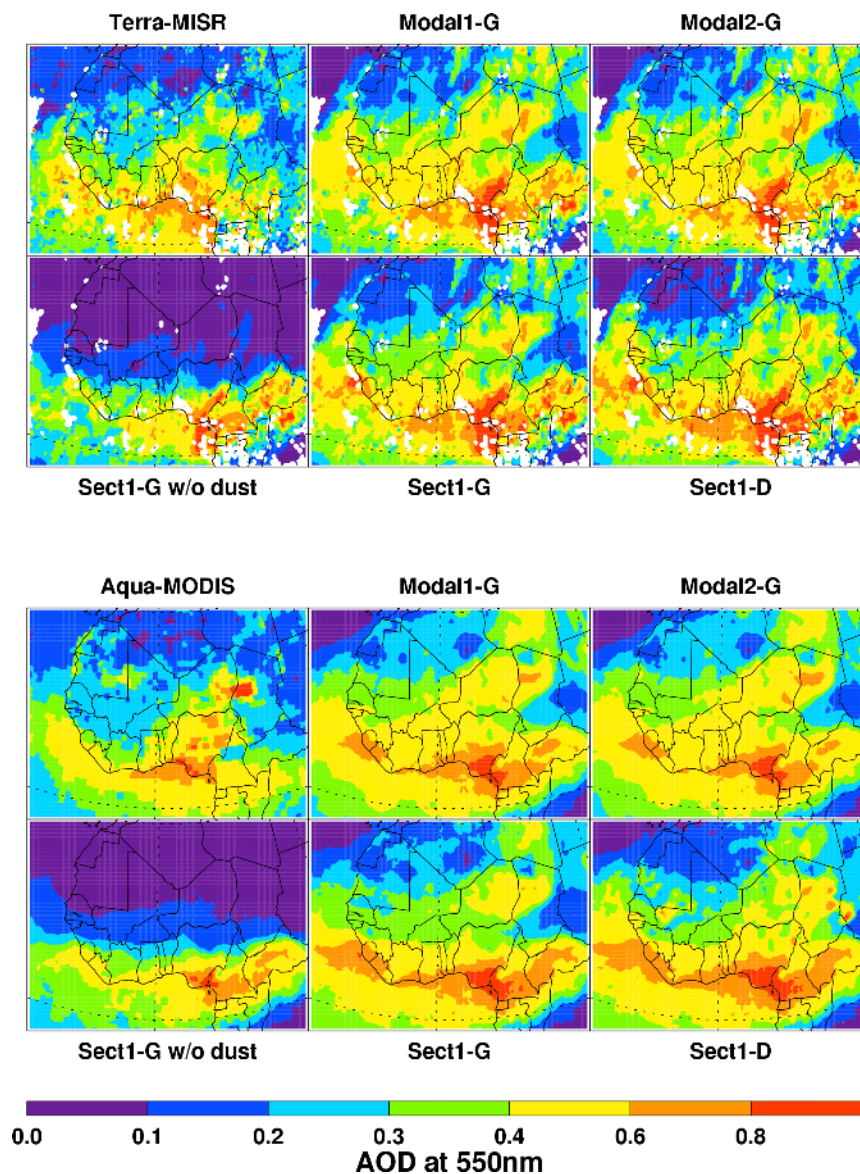 Terra-MISR Modal1-G Modal2-G
Sect1-G w/o dust Sect1-G Sect1-D
Aqua-MODIS Modal1-G Modal2-G
Sect1-G w/o dust Sect1-G Sect1-D
0.0 0.1 0.2 0.3 0.4 0.6 0.8
AOD at 550nm